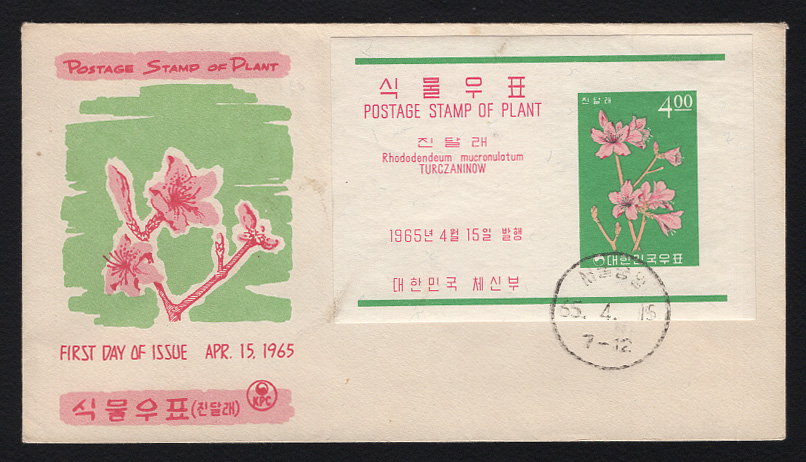 POSTAGE STAMP OF PLANT
식물우표
POSTAGE STAMP OF PLANT
진달래
Rhododendeum mucronulatum
TURCZANINOW
1965년 4월 15일 발행
대한민국 체신부
진달래
4.00
대한민국우표
65. 4. 15
7-12
FIRST DAY OF ISSUE APR. 15, 1965
식물우표(진달래)
KPC